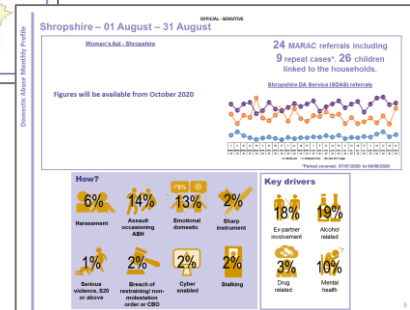 OFFICIAL - SENSITIVE
Shropshire – 01 August – 31 August
Domestic Abuse Monthly Profile
Women's Aid - Shropshire
Figures will be available from October 2020
24 MARAC referrals including
9 repeat cases*. 26 children
linked to the households.
Shropshire DA Service (SDAS) referrals
*Period covered: 07/07/2020 to 04/08/2020
How?
6%
Harassment
14%
Assault
occasioning
ABH
13%
Emotional
domestic
2%
Sharp
instrument
1%
Serious
violence, S20
or above
2%
Breach of
restraining/ non-
molestation
order or CBO
2%
Cyber
enabled
2%
Stalking
Key drivers
18%
Ex-partner
involvement
19%
Alcohol
related
3%
Drug
related
10%
Mental
health